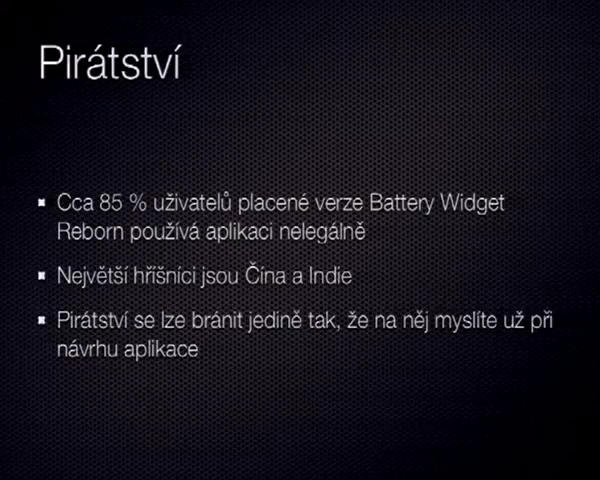 Pirátství
Cca 85 % uživatelů placené verze Battery Widget
Reborn používá aplikaci nelegálně
Největší hříšníci jsou Čína a Indie
Pirátství se lze bránit jedině tak, že na něj myslíte už při
návrhu aplikace